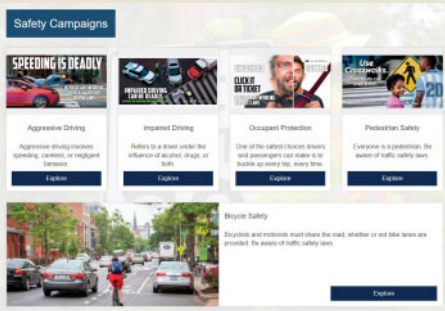 Safety Campaigns
SPEEDING IS DEADLY
IMPAIRED DRIVING
CAN BE DEADLY
CLICK IT
OR TICKET
Use
Crosswalks.
Aggressive Driving
Aggressive driving involves
speeding, careless, or negligent
behavior.
Explore
Impaired Driving
Refers to a driver under the
influence of alcohol, drugs, or
both.
Explore
Occupant Protection
One of the safest choices drivers
and passengers can make is to
buckle up every trip, every time.
Explore
Pedestrian Safety
Everyone is a pedestrian. Be
aware of traffic safety laws.
Explore
Bicycle Safety
Bicyclists and motorists must share the road, whether or not bike lanes are
provided. Be aware of traffic safety laws.
Explore